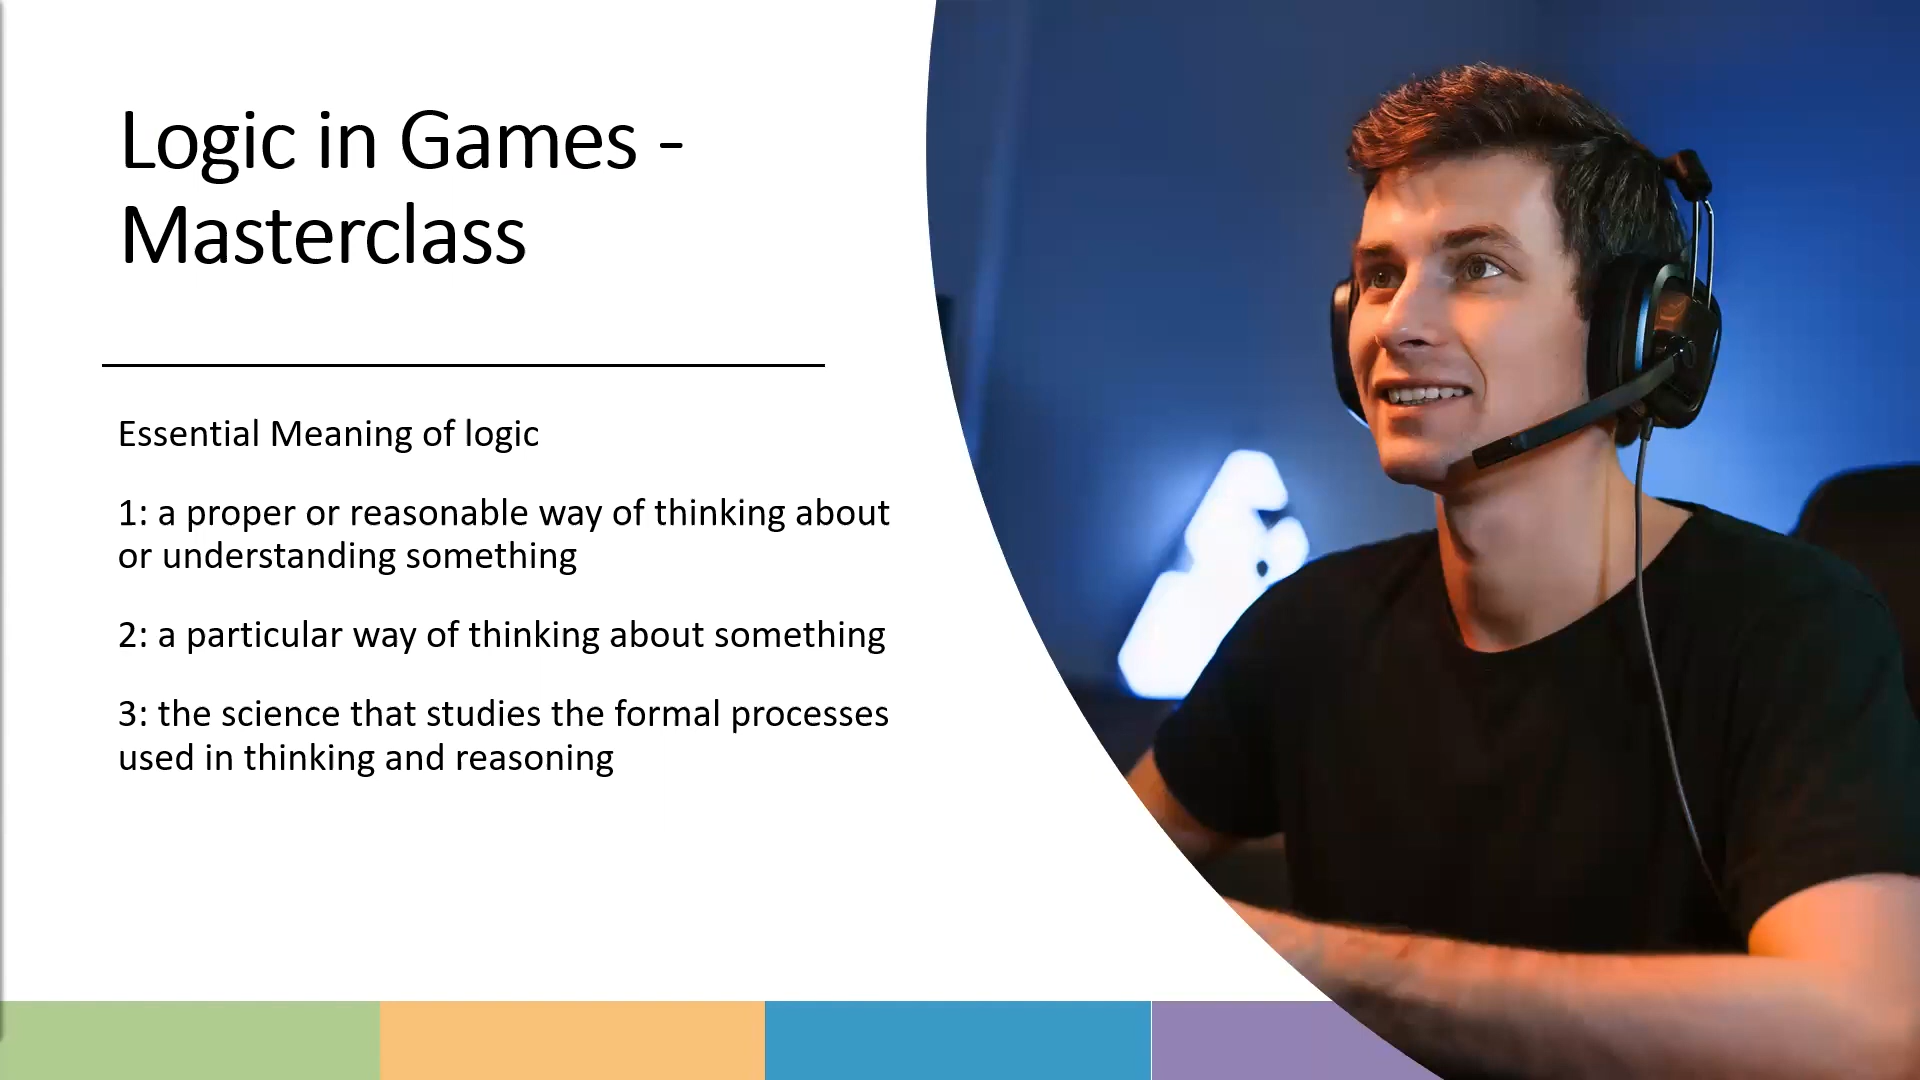 Logic in Games -
Masterclass
Essential Meaning of logic
1: a proper or reasonable way of thinking about
or understanding something
2: a particular way of thinking about something
3: the science that studies the formal processes
used in thinking and reasoning